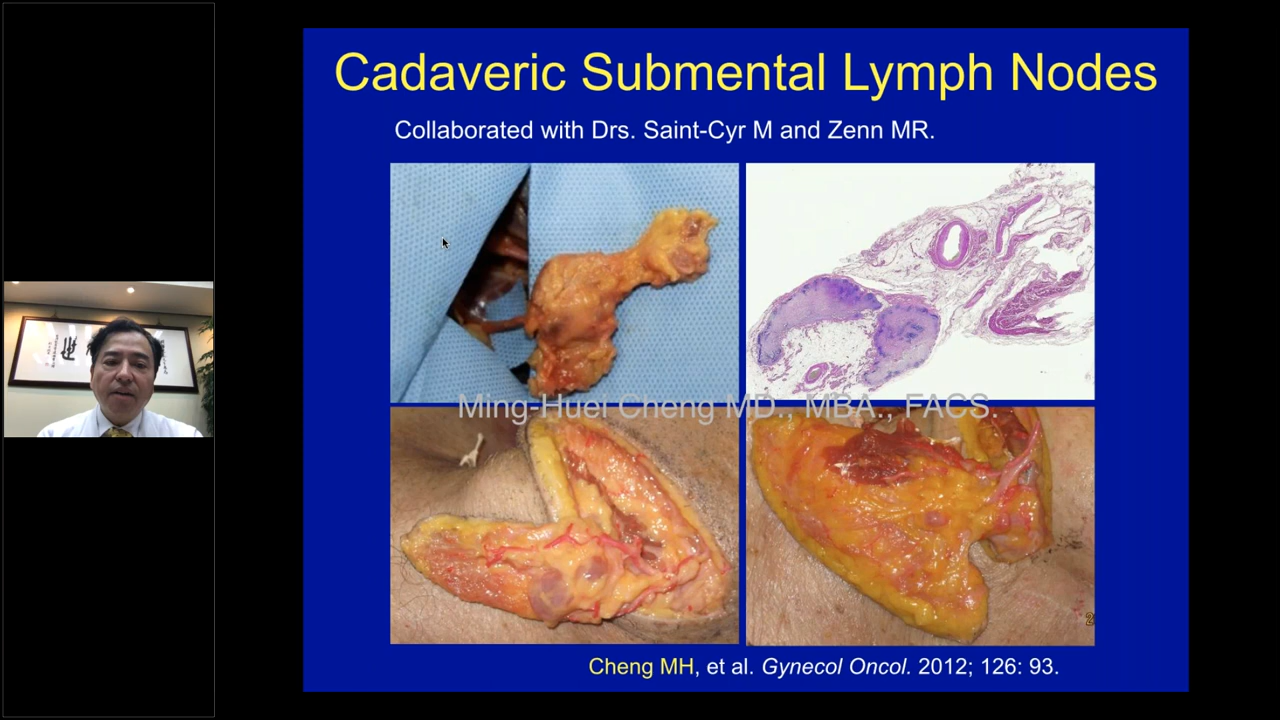 Cadaveric Submental Lymph Nodes
Collaborated with Drs. Saint-Cyr M and Zenn MR.
Ming-Huei Cheng MD., MBA., FACS.
Cheng MH, et al. Gynecol Oncol. 2012; 126: 93.